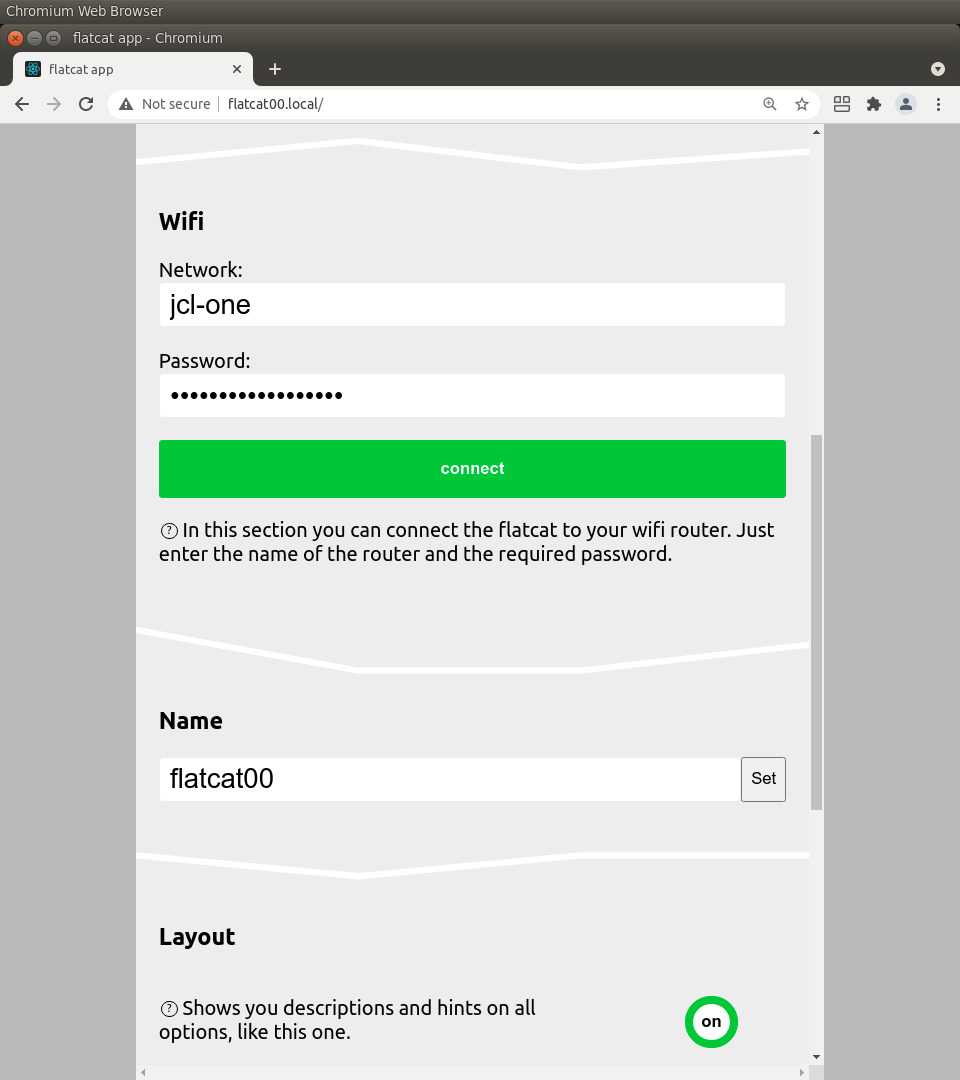 Chromium Web Browser
flatcat app - Chromium
flatcat app
Not secure flatcat00.local/
Wifi
Network:
jcl-one
Password:
••••••••••••••••••
connect
? In this section you can connect the flatcat to your wifi router. Just
enter the name of the router and the required password.
Name
flatcat00 Set
Layout
? Shows you descriptions and hints on all
options, like this one.
on